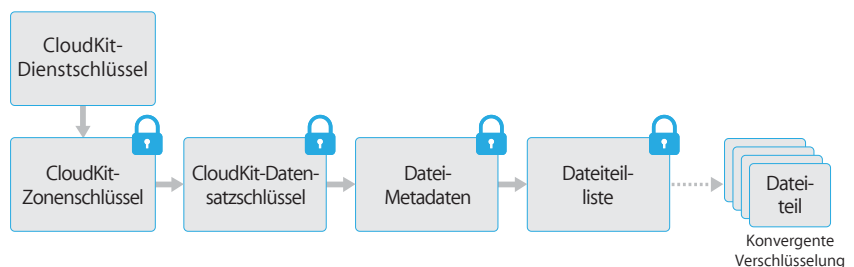 CloudKit-
Dienstschlüssel
CloudKit-
Zonenschlüssel
CloudKit-Daten-
satzschlüssel
Datei-
Metadaten
Dateiteil-
liste
Datei-
teil
Konvergente
Verschlüsselung